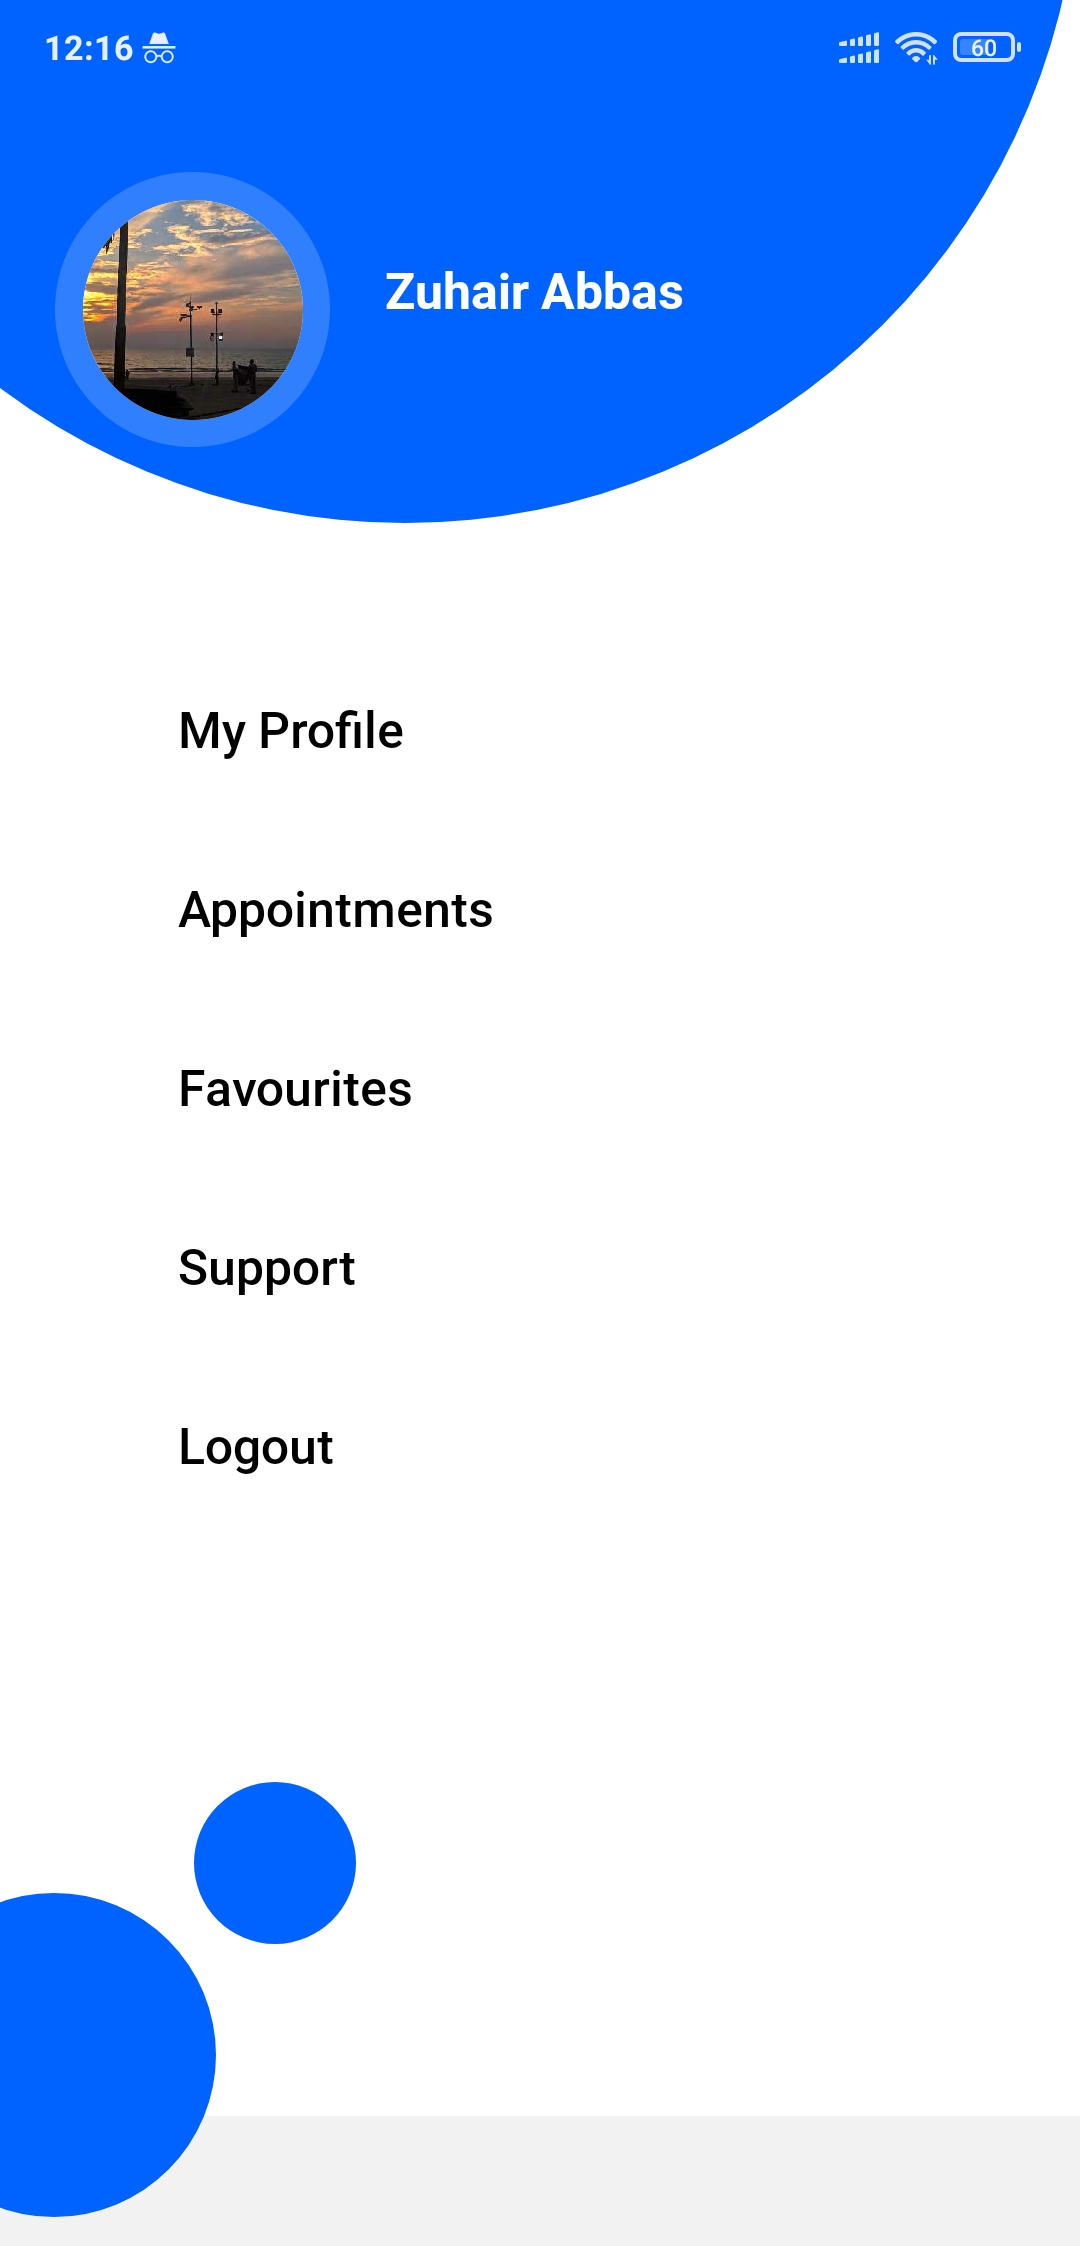 12:16
60
Zuhair Abbas
My Profile
Appointments
Favourites
Support
Logout